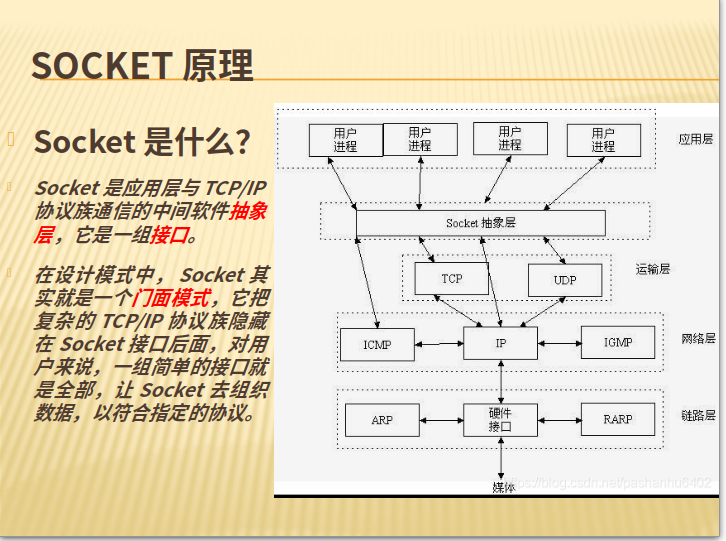 SOCKET 原理
Socket 是什么?
Socket 是应用层与 TCP/IP
协议族通信的中间软件抽象
层，它是一组接口。
在设计模式中， Socket 其
实就是一个门面模式，它把
复杂的 TCP/IP 协议族隐藏
在 Socket 接口后面，对用
户来说，一组简单的接口就
是全部，让 Socket 去组织
数据，以符合指定的协议。
用户
进程
用户
进程
用户
进程
用户
进程
应用层
Socket 抽象层
TCP
UDP
运输层
ICMP
IP
IGMP
网络层
ARP
硬件
接口
RARP
链路层
媒体
https://blog.csdn.net/pashanhu6402